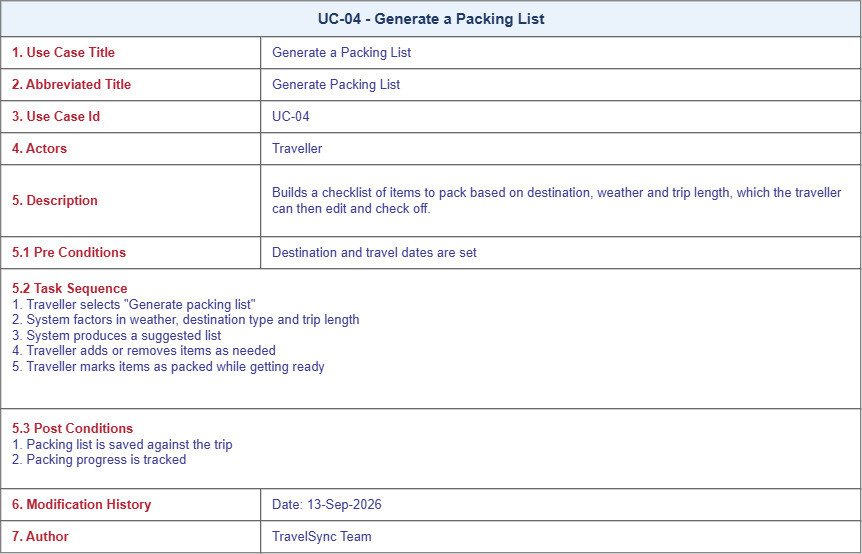 UC-04 - Generate a Packing List
1. Use Case Title
Generate a Packing List
2. Abbreviated Title
Generate Packing List
3. Use Case Id
UC-04
4. Actors
Traveller
5. Description
Builds a checklist of items to pack based on destination, weather and trip length, which the traveller
can then edit and check off.
5.1 Pre Conditions
Destination and travel dates are set
5.2 Task Sequence
1. Traveller selects "Generate packing list"
2. System factors in weather, destination type and trip length
3. System produces a suggested list
4. Traveller adds or removes items as needed
5. Traveller marks items as packed while getting ready
5.3 Post Conditions
1. Packing list is saved against the trip
2. Packing progress is tracked
6. Modification History
Date: 13-Sep-2026
7. Author
TravelSync Team